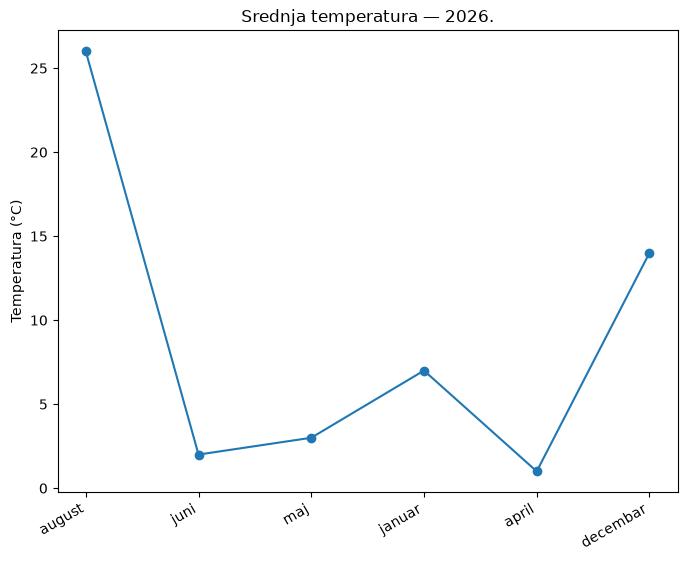 Srednja temperatura — 2026.
Temperatura (°C)
25
20
15
10
5
0
august
juni
maj
januar
april
decembar